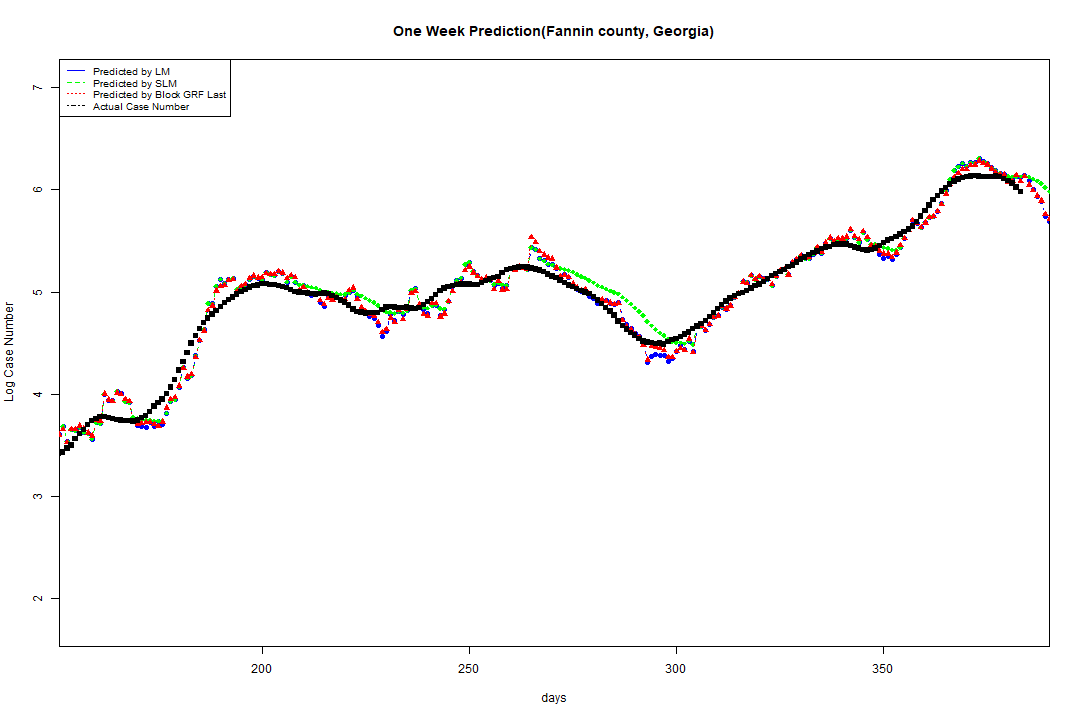 One Week Prediction(Fannin county, Georgia)
Predicted by LM
Predicted by SLM
Predicted by Block GRF Last
Actual Case Number
7
6
5
4
3
2
Log Case Number
200 250 300 350
days